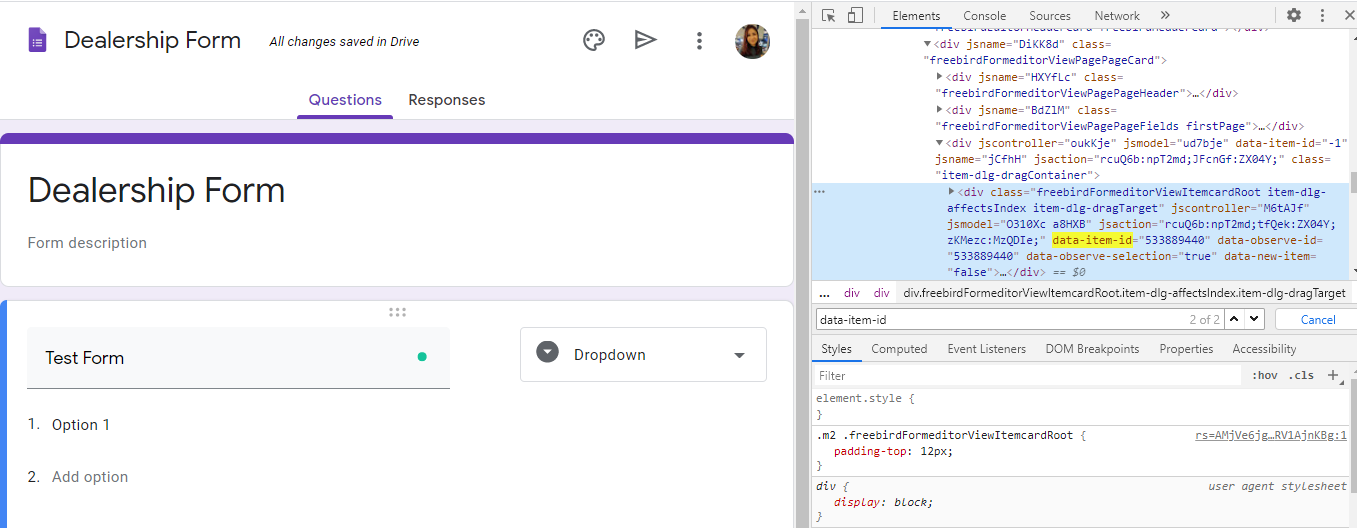 Dealership Form
All changes saved in Drive
Questions
Responses
Dealership Form
Form description
Test Form
Dropdown
1. Option 1
2. Add option
Elements Console Sources Network »
<div jsname="DiKK8d" class=
"freebirdFormeditorViewPagePageCard">
<div jsname="HXYfLc" class=
"freebirdFormeditorViewPagePageHeader">…</div>
<div jsname="BdZlM" class=
"freebirdFormeditorViewPagePageFields firstPage">…</div>
<div jscontroller="oukKje" jsmodel="ud7bje" data-item-id="-1"
jsname="jCfhH" jsaction="rcuQ6b:npT2md;JFcnGf:ZX04Y;" class=
"item-dlg-dragContainer">
<div class="freebirdFormeditorViewItemcardRoot item-dlg-
affectsIndex item-dlg-dragTarget" jscontroller="M6tAJf"
jsmodel="O310Xc a8HXB" jsaction="rcuQ6b:npT2md;tfQek:ZX04Y;
zKMezc:MzQDIe;" data-item-id="533889440" data-observe-id=
"533889440" data-observe-selection="true" data-new-item=
"false">…</div> == $0
... div div div.freebirdFormeditorViewItemcardRoot.item-dlg-affectsIndex.item-dlg-dragTarget
data-item-id 2 of 2 Cancel
Styles Computed Event Listeners DOM Breakpoints Properties Accessibility
Filter :hov .cls +
element.style {
}
.m2 .freebirdFormeditorViewItemcardRoot { rs=AMjVe6jg…RV1AjnKBg:1
padding-top: 12px;
}
div { user agent stylesheet
display: block;
}